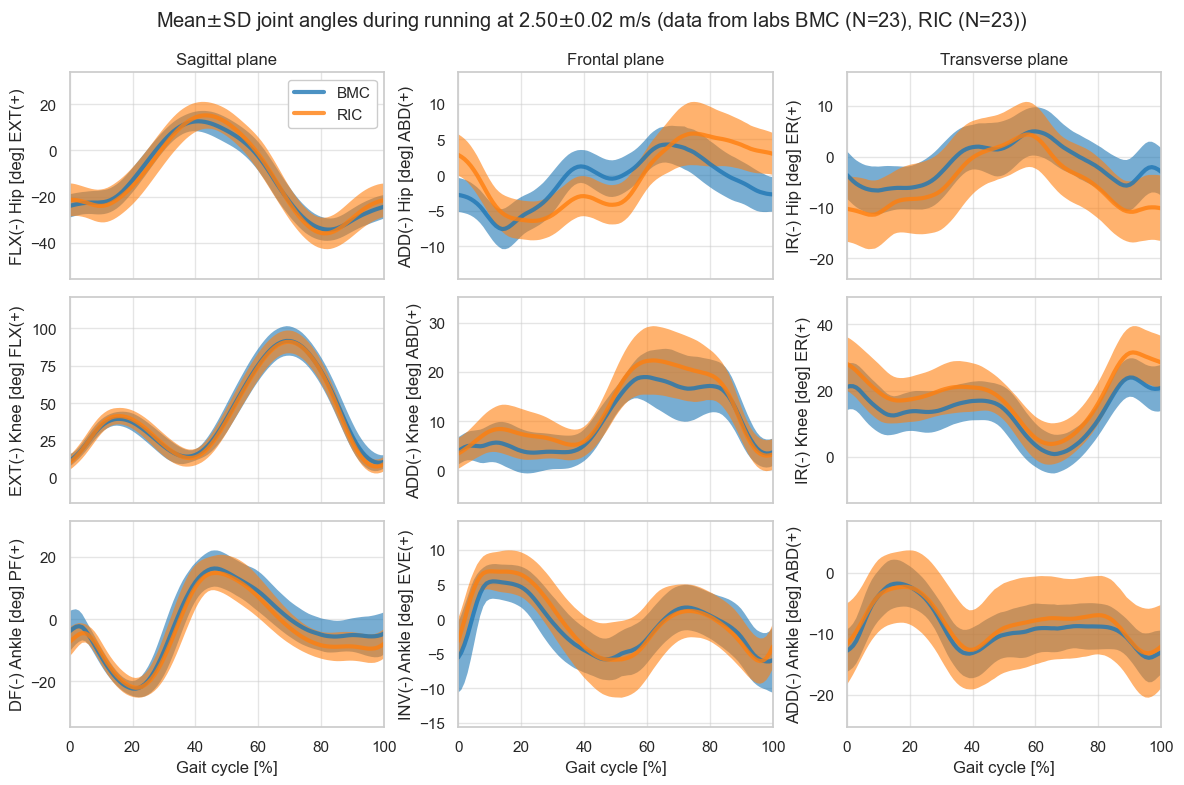 Mean±SD joint angles during running at 2.50±0.02 m/s (data from labs BMC (N=23), RIC (N=23))
Sagittal plane
Frontal plane
Transverse plane
FLX(-) Hip [deg] EXT(+)
20
0
−20
−40
BMC
RIC
ADD(-) Hip [deg] ABD(+)
10
5
0
−5
−10
IR(-) Hip [deg] ER(+)
10
0
−10
−20
EXT(-) Knee [deg] FLX(+)
100
75
50
25
0
ADD(-) Knee [deg] ABD(+)
30
20
10
0
IR(-) Knee [deg] ER(+)
40
20
0
DF(-) Ankle [deg] PF(+)
20
0
−20
0 20 40 60 80 100
Gait cycle [%]
INV(-) Ankle [deg] EVE(+)
10
5
0
−5
−10
−15
0 20 40 60 80 100
Gait cycle [%]
ADD(-) Ankle [deg] ABD(+)
0
−10
−20
0 20 40 60 80 100
Gait cycle [%]